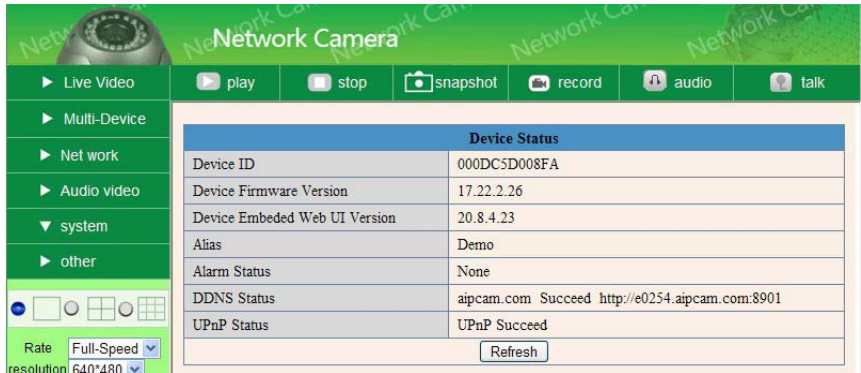 Network Camera
Live Video
play stop snapshot record audio talk
Multi-Device
Net work
Audio video
system
other
Device Status
Device ID 000DC5D008FA
Device Firmware Version 17.22.2.26
Device Embeded Web UI Version 20.8.4.23
Alias Demo
Alarm Status None
DDNS Status aipcam.com Succeed http://e0254.aipcam.com:8901
UPnP Status UPnP Succeed
Refresh
Rate Full-Speed
resolution 640*480